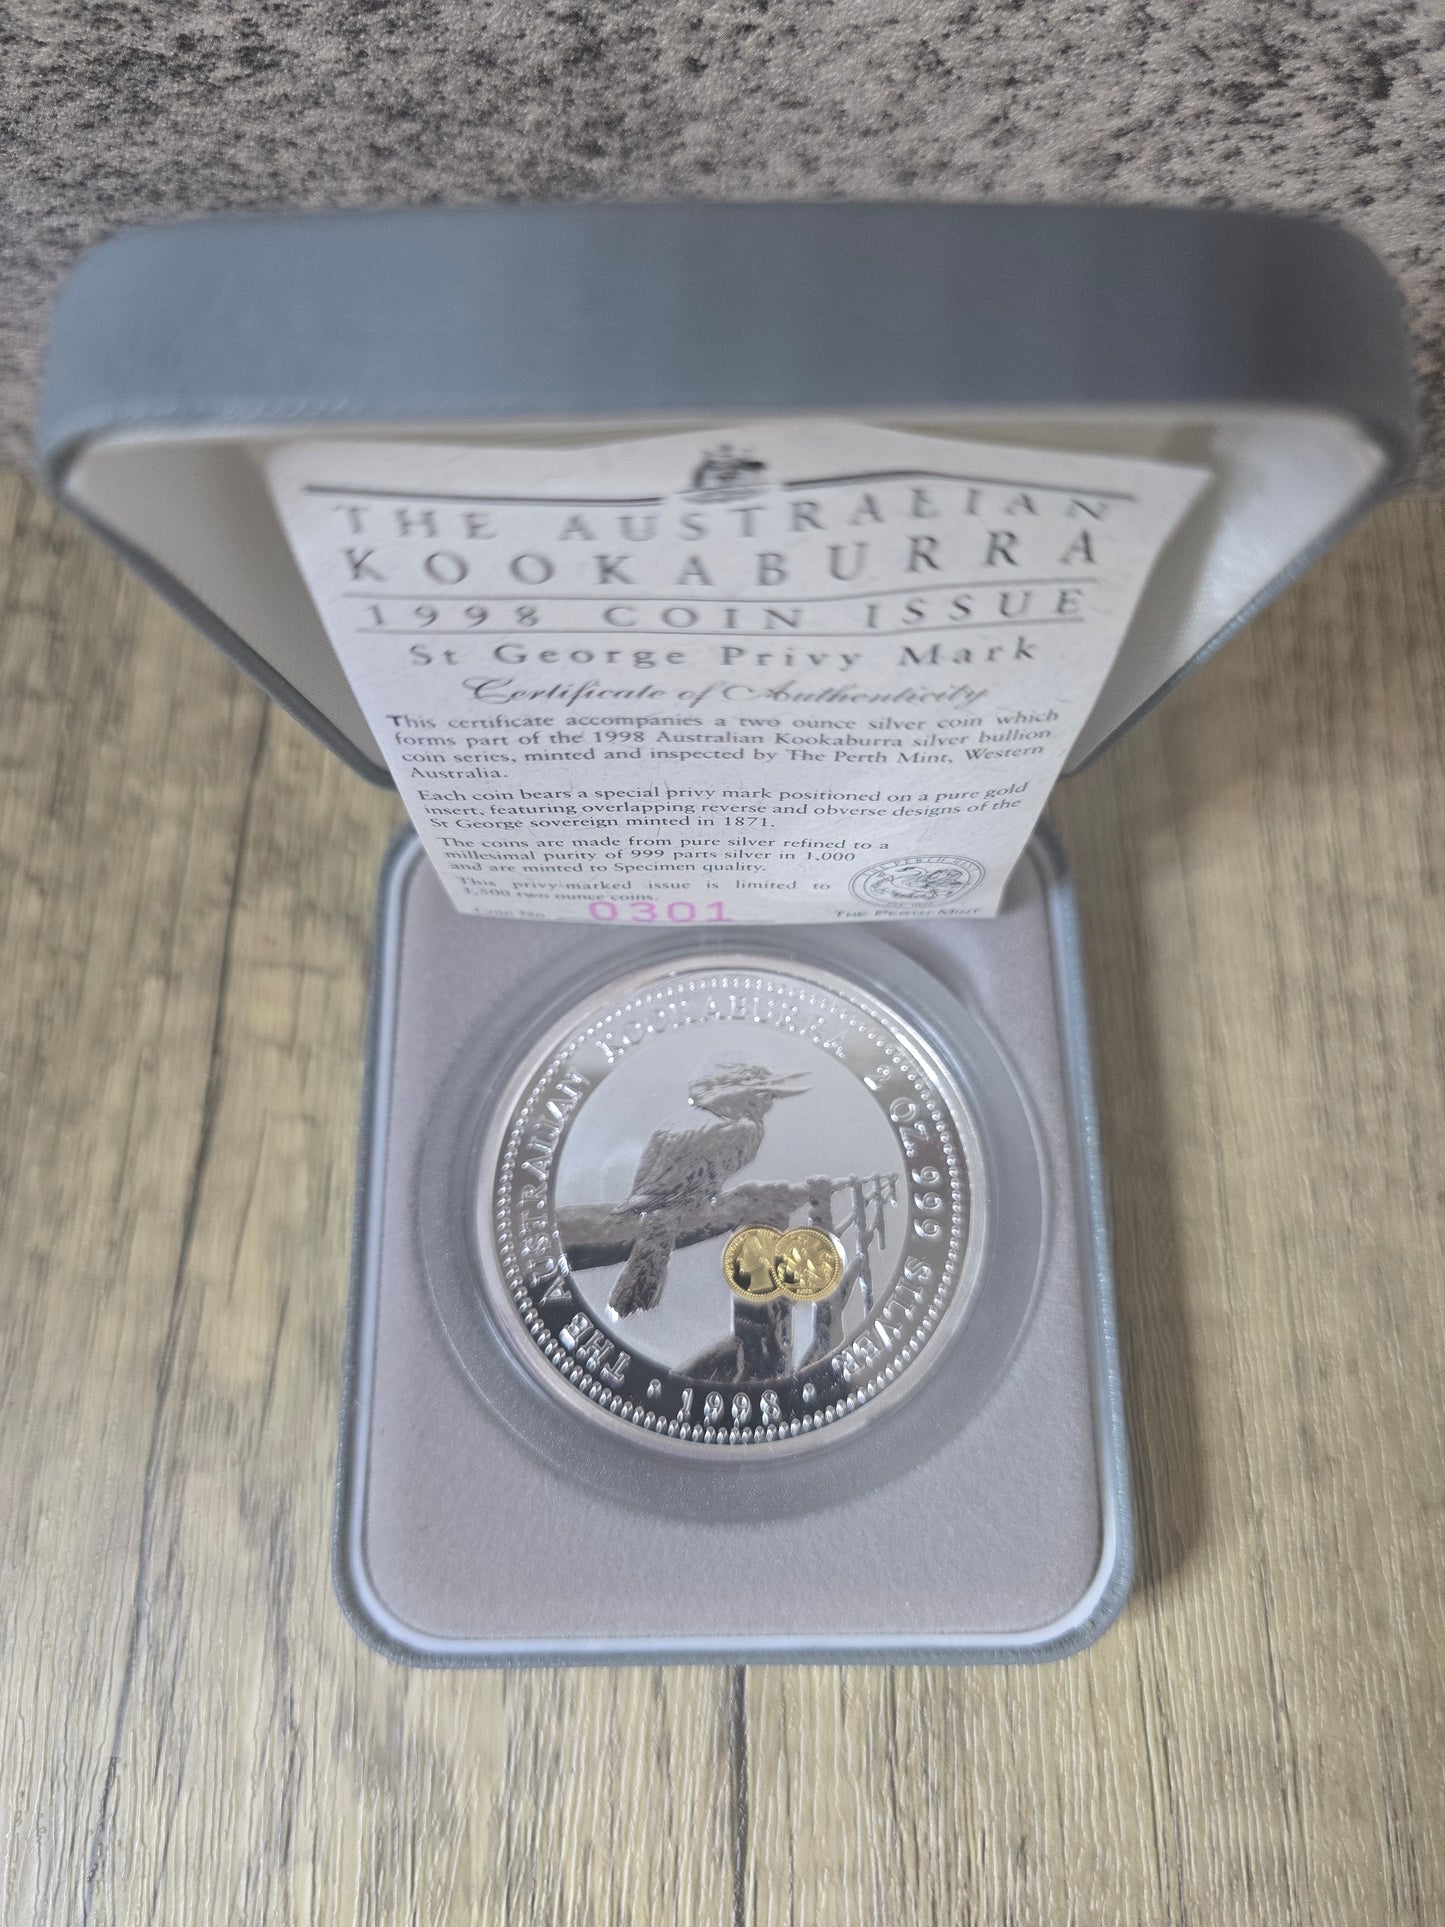 THE AUSTRALIAN
KOOKABURRA
1998 COIN ISSUE
St George Privy Mark
Certificate of Authenticity
This certificate accompanies a two ounce silver coin which
forms part of the 1998 Australian Kookaburra silver bullion
coin series, minted and inspected by The Perth Mint, Western
Australia.
Each coin bears a special privy mark positioned on a pure gold
insert, featuring overlapping reverse and obverse designs of the
St George sovereign minted in 1871.
The coins are made from pure silver refined to a
millesimal purity of 999 parts silver in 1,000
and are minted to Specimen quality.
This privy-marked issue is limited to
1,500 two ounce coins.
Coin No. 0301
THE PERTH MINT
THE PERTH MINT
THE AUSTRALIAN KOOKABURRA 2 OZ 999 SILVER
· 1998 ·